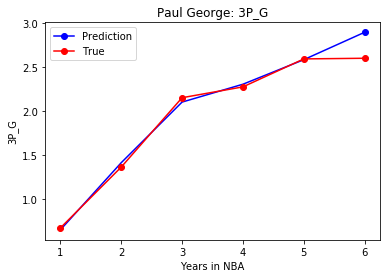 Paul George: 3P_G
Prediction
True
3P_G
3.0
2.5
2.0
1.5
1.0
1 2 3 4 5 6
Years in NBA